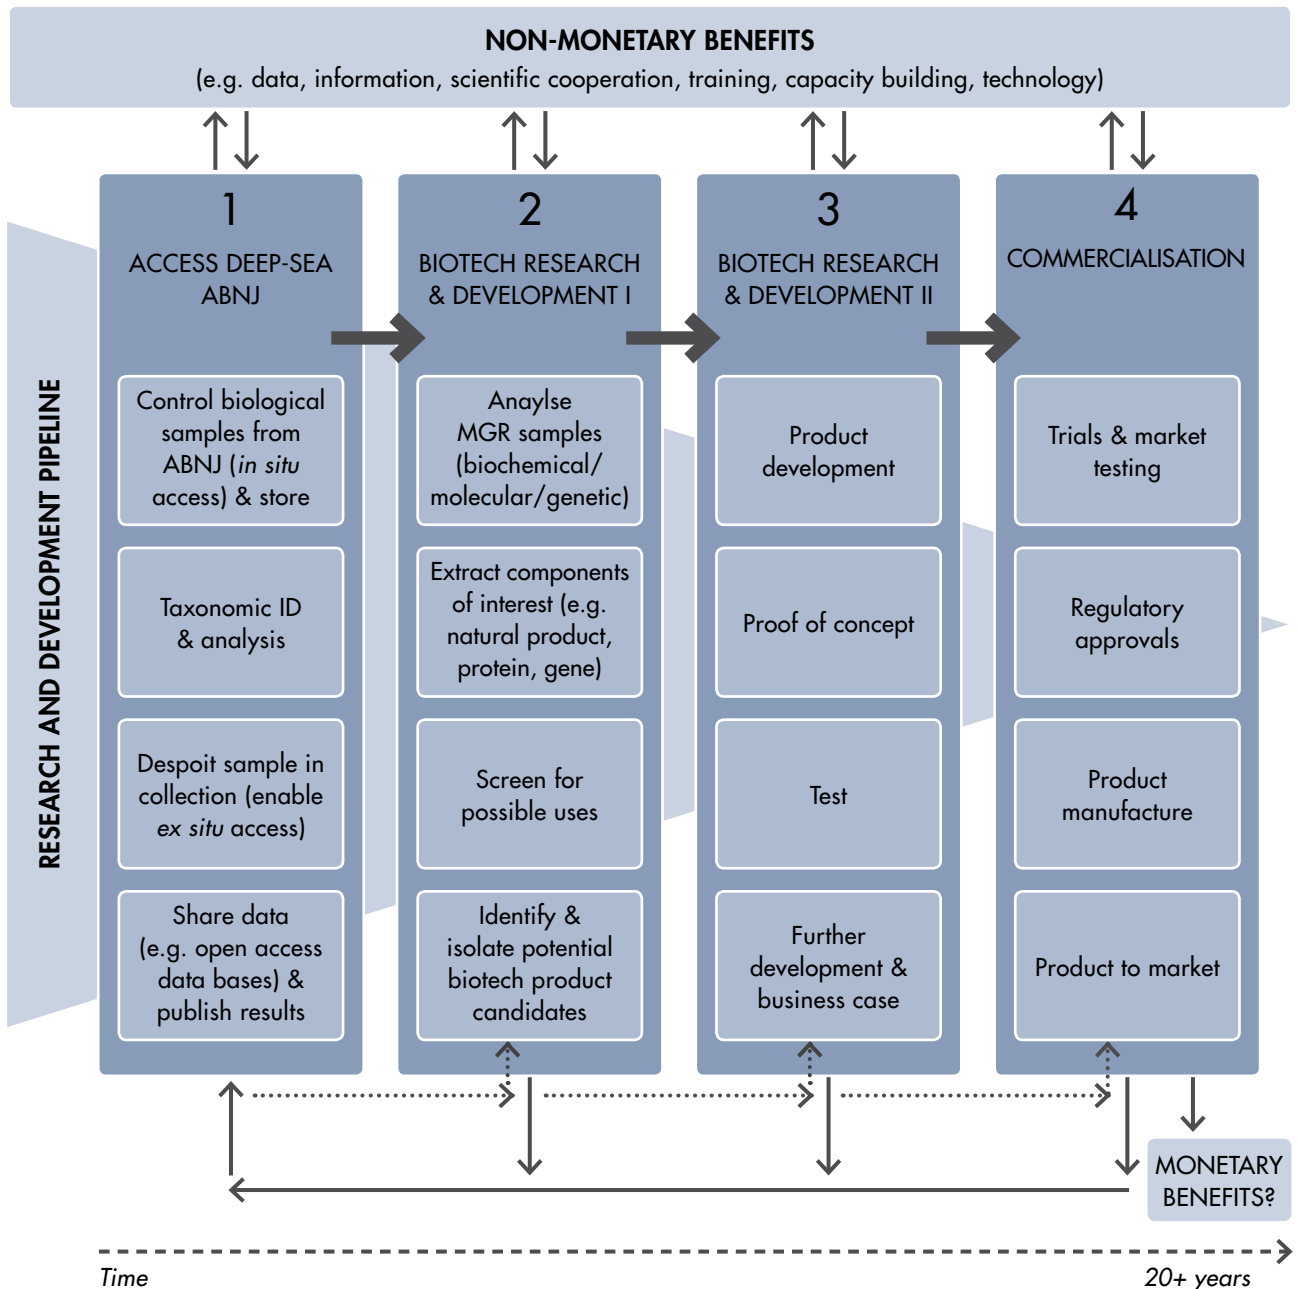 NON-MONETARY BENEFITS
(e.g. data, information, scientific cooperation, training, capacity building, technology)
RESEARCH AND DEVELOPMENT PIPELINE
1
ACCESS DEEP-SEA
ABNJ
Control biological
samples from
ABNJ (in situ
access) & store
Taxonomic ID
& analysis
Despoit sample in
collection (enable
ex situ access)
Share data
(e.g. open access
data bases) &
publish results
2
BIOTECH RESEARCH
& DEVELOPMENT I
Anaylse
MGR samples
(biochemical/
molecular/genetic)
Extract components
of interest (e.g.
natural product,
protein, gene)
Screen for
possible uses
Identify &
isolate potential
biotech product
candidates
3
BIOTECH RESEARCH
& DEVELOPMENT II
Product
development
Proof of concept
Test
Further
development &
business case
4
COMMERCIALISATION
Trials & market
testing
Regulatory
approvals
Product
manufacture
Product to market
MONETARY
BENEFITS?
Time
20+ years